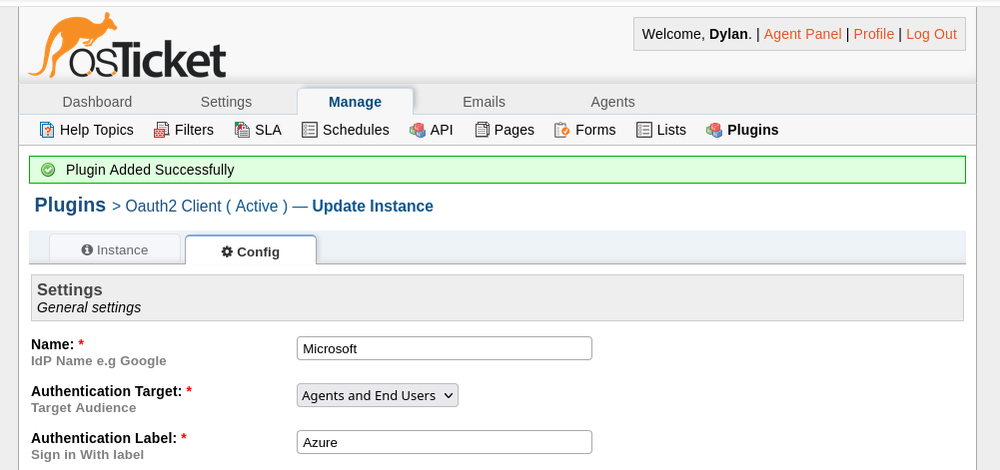 osTicket
Welcome, Dylan. | Agent Panel | Profile | Log Out
Dashboard Settings Manage Emails Agents
Help Topics Filters SLA Schedules API Pages Forms Lists Plugins
Plugin Added Successfully
Plugins > Oauth2 Client ( Active ) — Update Instance
Instance Config
Settings
General settings
Name: * Microsoft
IdP Name e.g Google
Authentication Target: * Agents and End Users
Target Audience
Authentication Label: * Azure
Sign in With label